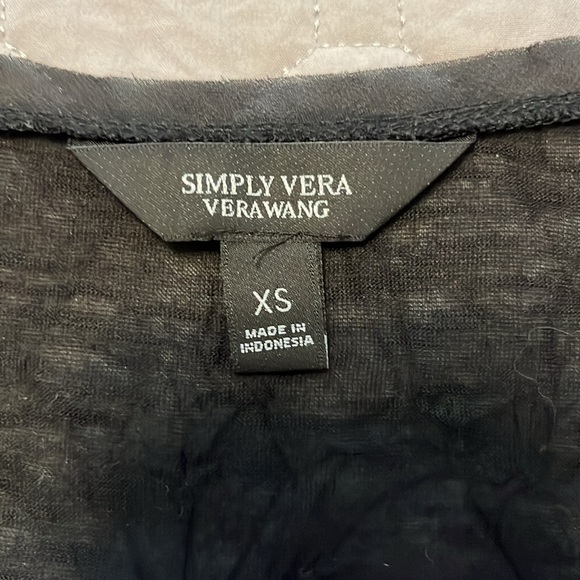 SIMPLY VERA
VERAWANG
XS
MADE IN
INDONESIA